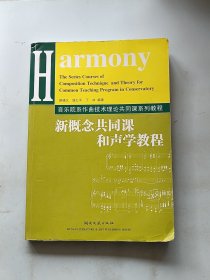 Harmony
The Series Courses of
Composition Technique and Theory for
Common Teaching Program in Conservatory
音乐院系作曲技术理论共同课系列教程
新概念共同课
和声学教程
湖南文艺出版社